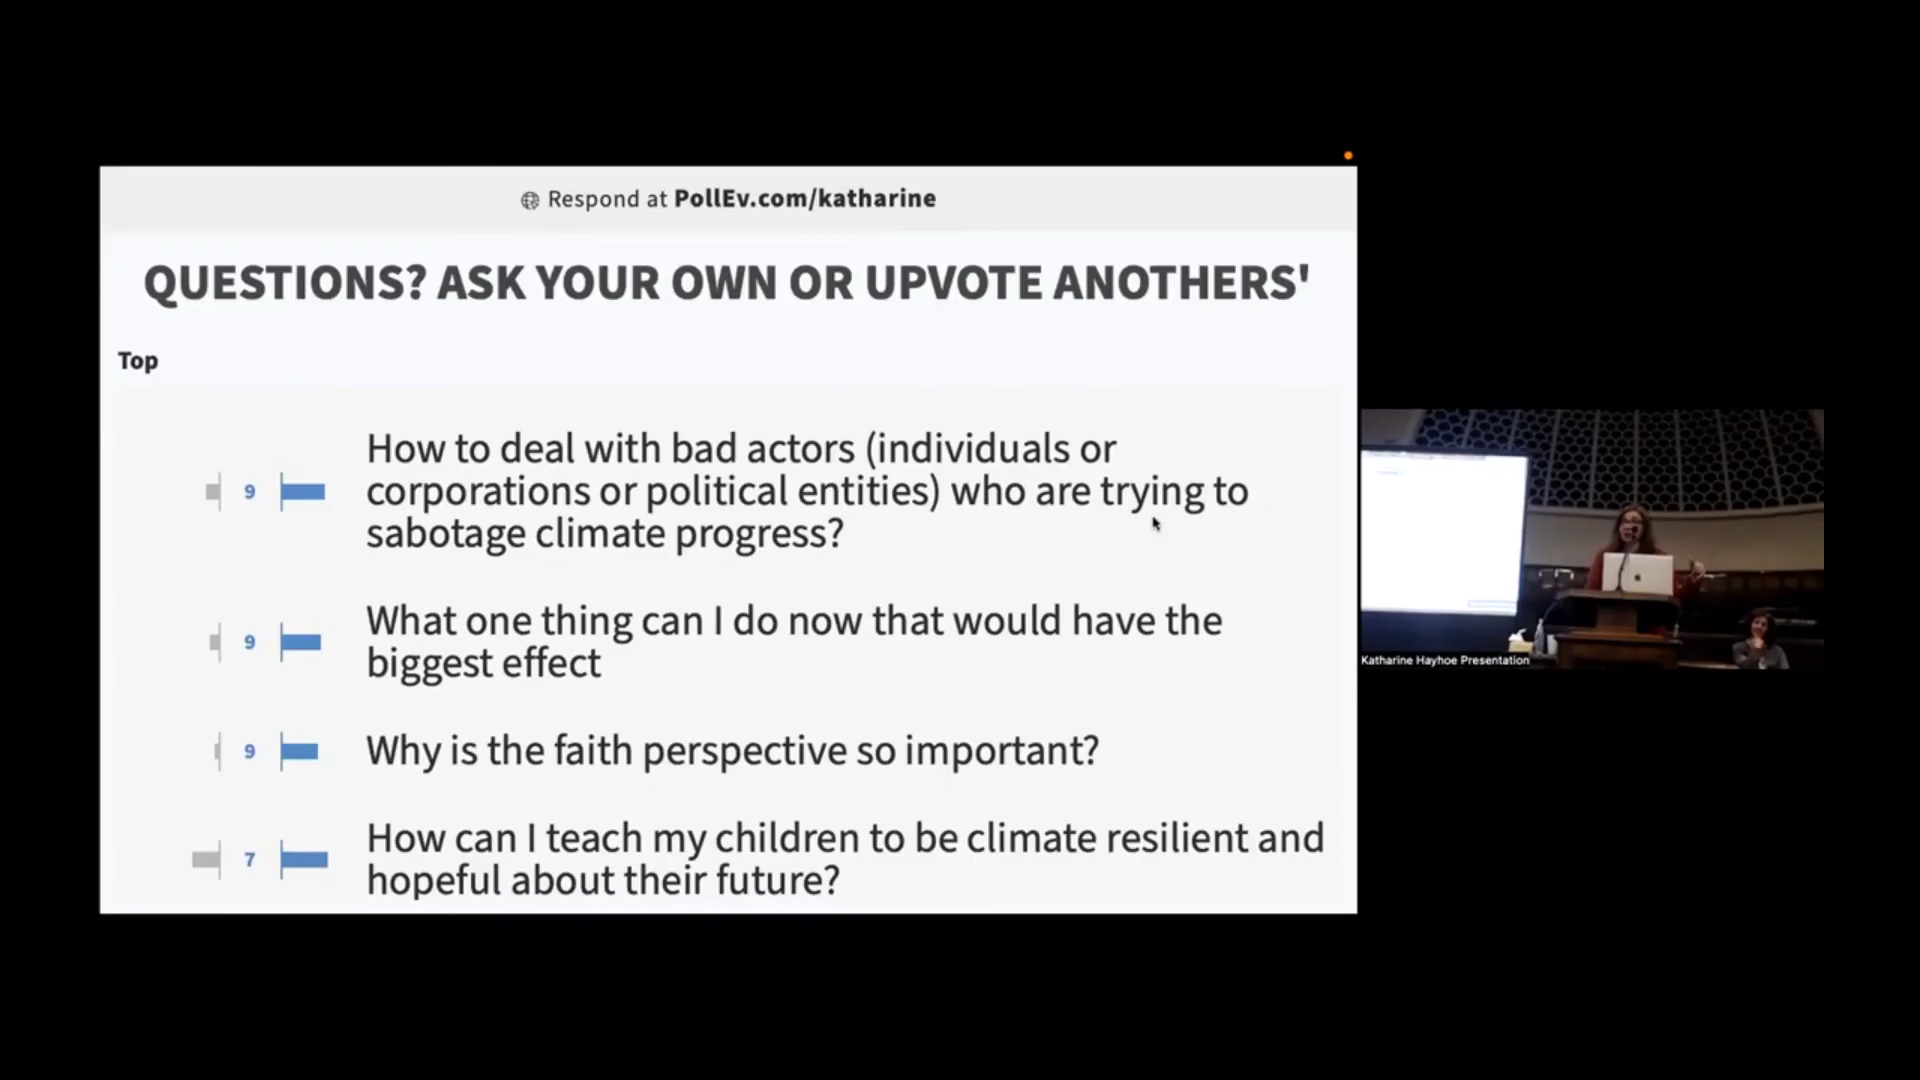 Respond at PollEv.com/katharine
QUESTIONS? ASK YOUR OWN OR UPVOTE ANOTHERS'
Top
9
How to deal with bad actors (individuals or
corporations or political entities) who are trying to
sabotage climate progress?
9
What one thing can I do now that would have the
biggest effect
9
Why is the faith perspective so important?
7
How can I teach my children to be climate resilient and
hopeful about their future?
Katharine Hayhoe Presentation